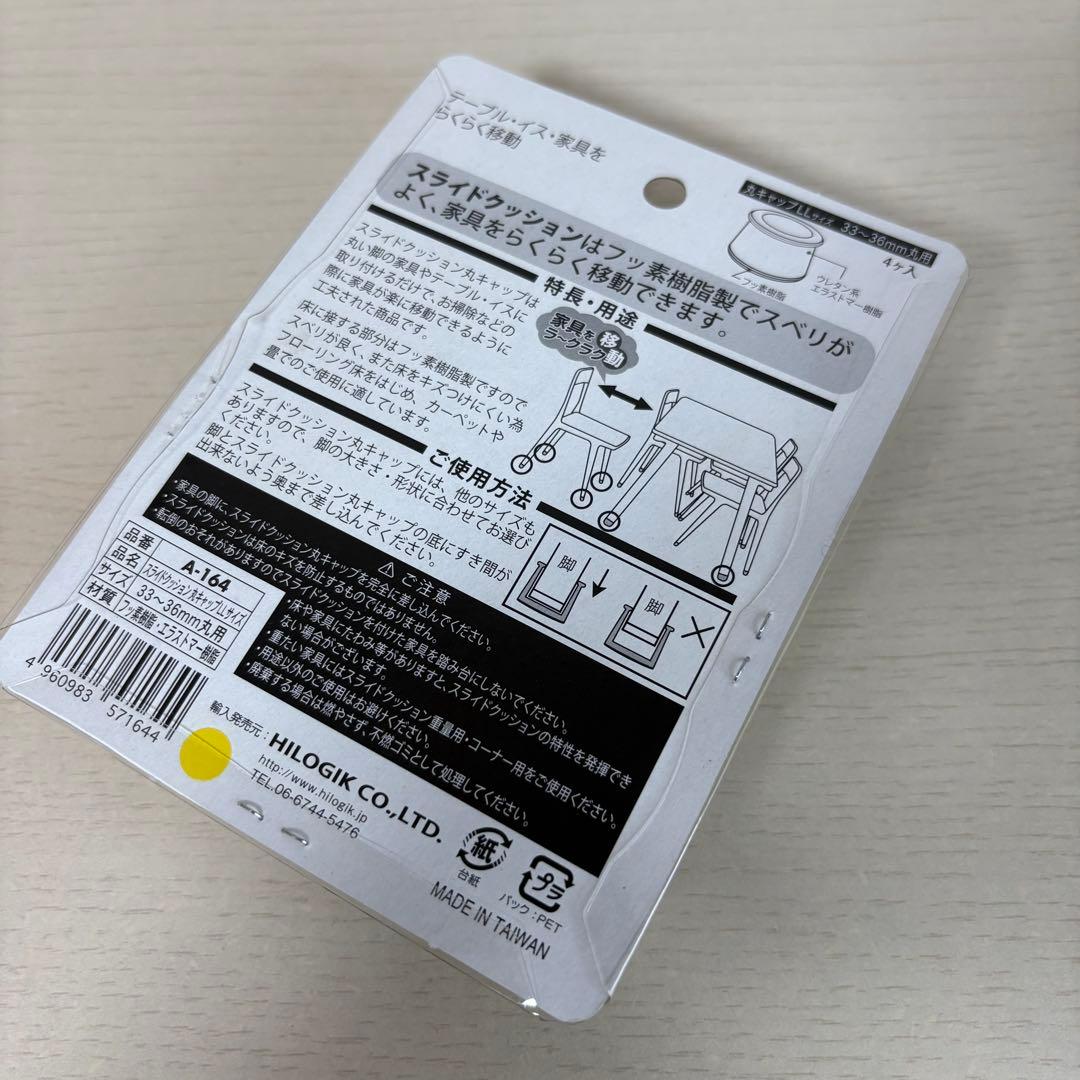 テーブル・イス・家具を
らくらく移動
丸キャップLLサイズ 33～36mm丸用
4ケ入
フッ素樹脂
ウレタン系
エラストマー樹脂
スライドクッションはフッ素樹脂製でスベリが
よく、家具をらくらく移動できます。
特長・用途
スライドクッション丸キャップは
丸い脚の家具やテーブル・イスに
取り付けるだけで、お掃除などの
際に家具が楽に移動できるように
工夫された商品です。
床に接する部分はフッ素樹脂製ですので
スベリが良く、また床をキズつけにくい為
フローリング床をはじめ、カーペットや
畳でのご使用に適しています。
家具を
ラ～クラク
移動
ご使用方法
スライドクッション丸キャップには、他のサイズも
ありますので、脚の大きさ・形状に合わせてお選び
ください。
脚とスライドクッション丸キャップの底にすき間が
出来ないよう奥まで差し込んでください。
脚
脚
ご注意
・家具の脚に、スライドクッション丸キャップを完全に差し込んでください。
・スライドクッションは床のキズを防止するものではありません。
・転倒のおそれがありますのでスライドクッションを付けた家具を踏み台にしないでください。
・床や家具にたわみ等がありますと、スライドクッションの特性を発揮でき
ない場合がございます。
・重たい家具にはスライドクッション重量用・コーナー用をご使用ください。
・用途以外のご使用はお避けください。
・廃棄する場合は燃やさず、不燃ゴミとして処理してください。
品番 A-164
品名 スライドクッション丸キャップLLサイズ
サイズ 33～36mm丸用
材質 フッ素樹脂・エラストマー樹脂
4 960983 571644
輸入発売元：HILOGIK CO.,LTD.
http://www.hilogik.jp
TEL.06-6744-5476
紙
台紙
プラ
パック：PET
MADE IN TAIWAN